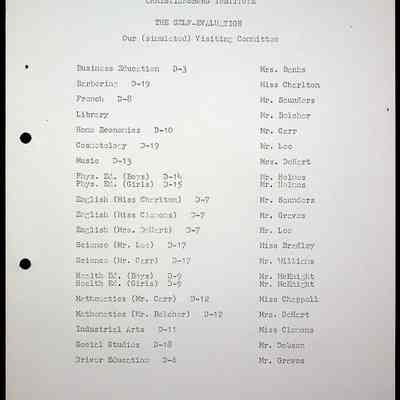 CHRISTIANSBURG INSTITUTE
THE SELF-EVALUATION
Our (simulated) Visiting Committee
Business Education D-3 Mrs. Banks
Barbering D-19 Miss Charlton
French D-8 Mr. Saunders
Library Mr. Belcher
Home Economics D-10 Mr. Carr
Cosmetology D-19 Mr. Lee
Music D-13 Mrs. DeHart
Phys. Ed. (Boys) D-14 Mr. Holmes
Phys. Ed. (Girls) D-15 Mr. Holmes
English (Miss Charlton) D-7 Mr. Saunders
English (Miss Clemons) D-7 Mr. Graves
English (Mrs. DeHart) D-7 Mr. Lee
Science (Mr. Lee) D-17 Miss Bradley
Science (Mr. Carr) D-17 Mr. Williams
Health Ed. (Boys) D-9 Mr. McKnight
Health Ed. (Girls) D-9 Mr. McKnight
Mathematics (Mr. Carr) D-12 Miss Chappell
Mathematics (Mr. Belcher) D-12 Mrs. DeHart
Industrial Arts D-11 Miss Clemons
Social Studies D-18 Mr. Dawson
Driver Education D-6 Mr. Graves